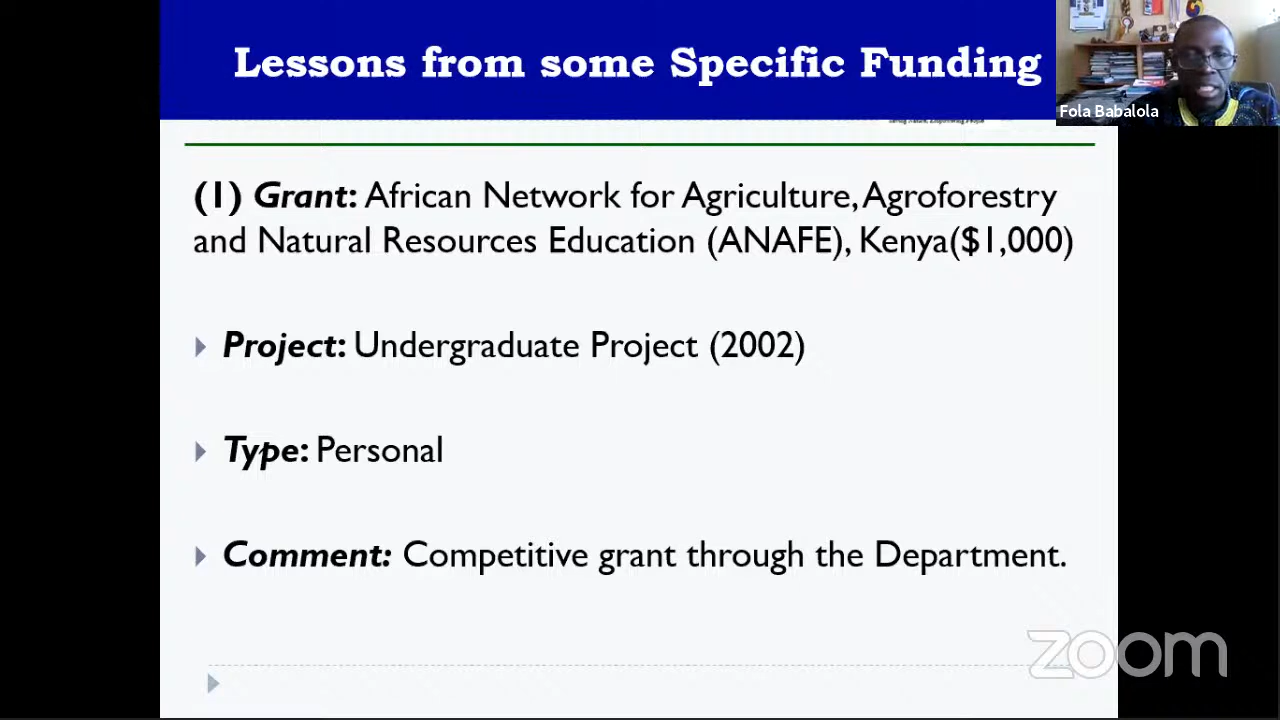 Lessons from some Specific Funding
Fola Babalola
(1) Grant: African Network for Agriculture, Agroforestry
and Natural Resources Education (ANAFE), Kenya($1,000)
Project: Undergraduate Project (2002)
Type: Personal
Comment: Competitive grant through the Department.
zoom